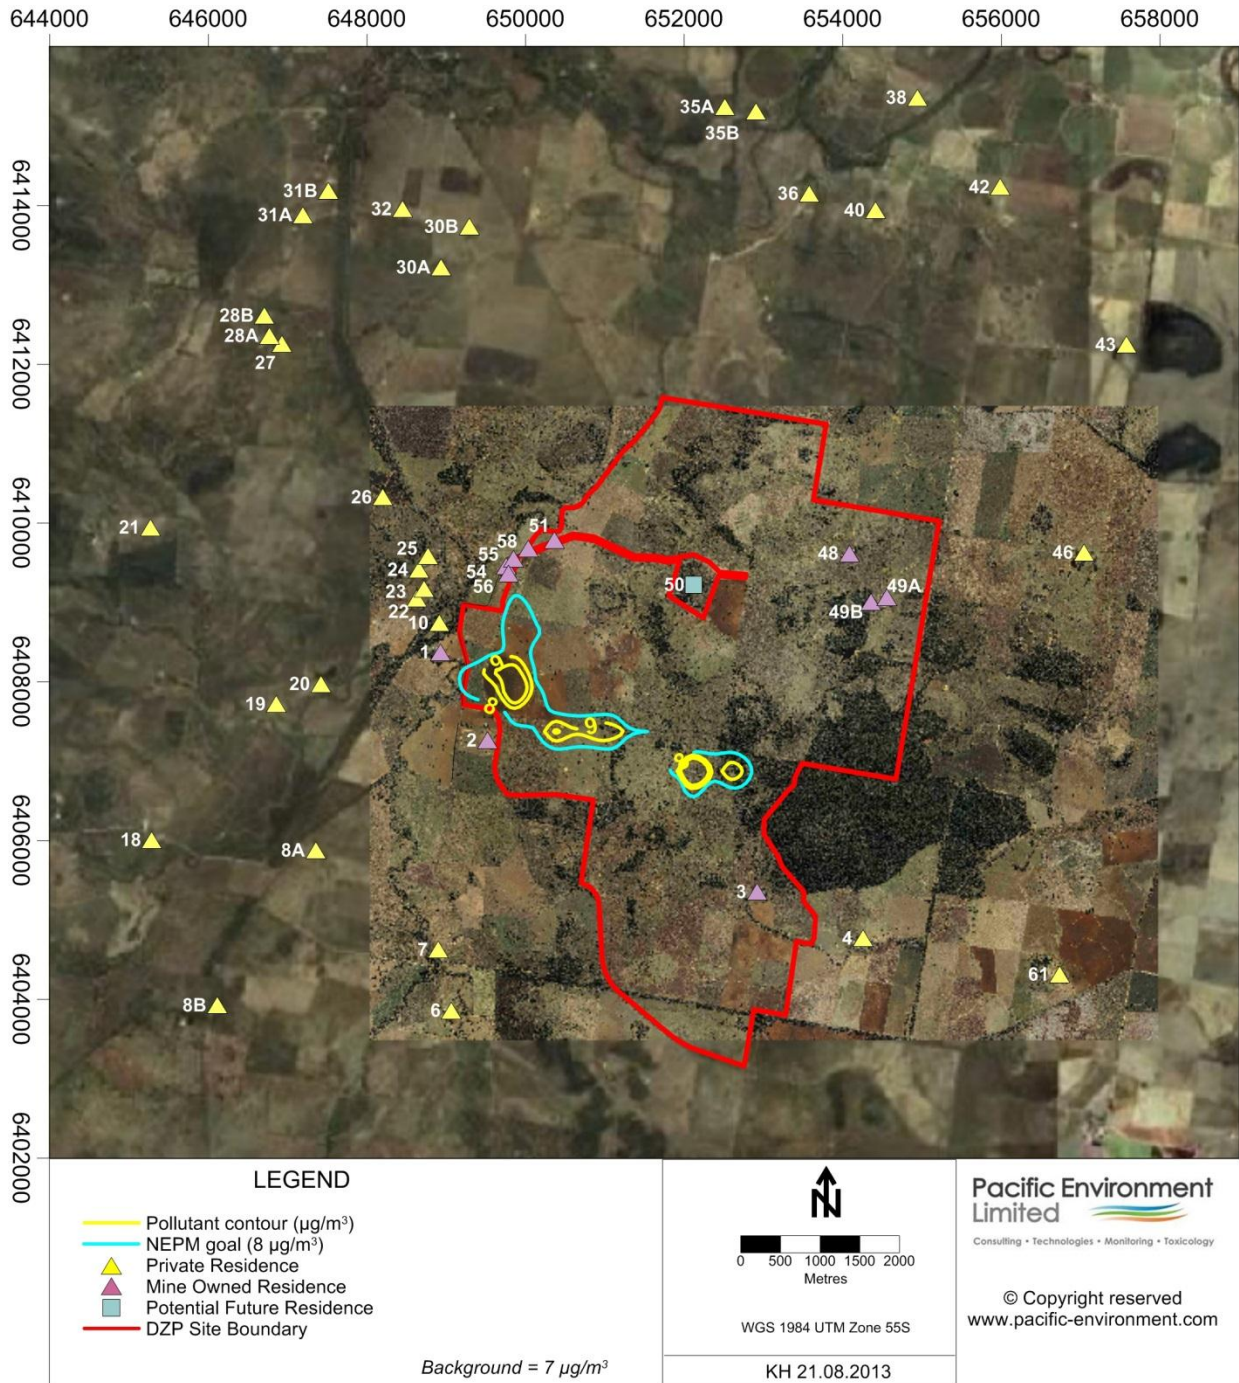 644000 646000 648000 650000 652000 654000 656000 658000
6414000
6412000
6410000
6408000
6406000
6404000
6402000
38
35A
35B
31B
42
36
32
40
31A
30B
30A
28B
28A
43
27
26
21
51
58
46
48
25
55
24
54
50
56
23
49A
22
49B
10
1
9
20
19
8
9
2
9
18
8A
3
4
7
61
8B
6
LEGEND
Pollutant contour (µg/m³)
NEPM goal (8 µg/m³)
Private Residence
Mine Owned Residence
Potential Future Residence
DZP Site Boundary
Background = 7 µg/m³
N
0 500 1000 1500 2000
Metres
WGS 1984 UTM Zone 55S
KH 21.08.2013
Pacific Environment
Limited
Consulting • Technologies • Monitoring • Toxicology
© Copyright reserved
www.pacific-environment.com